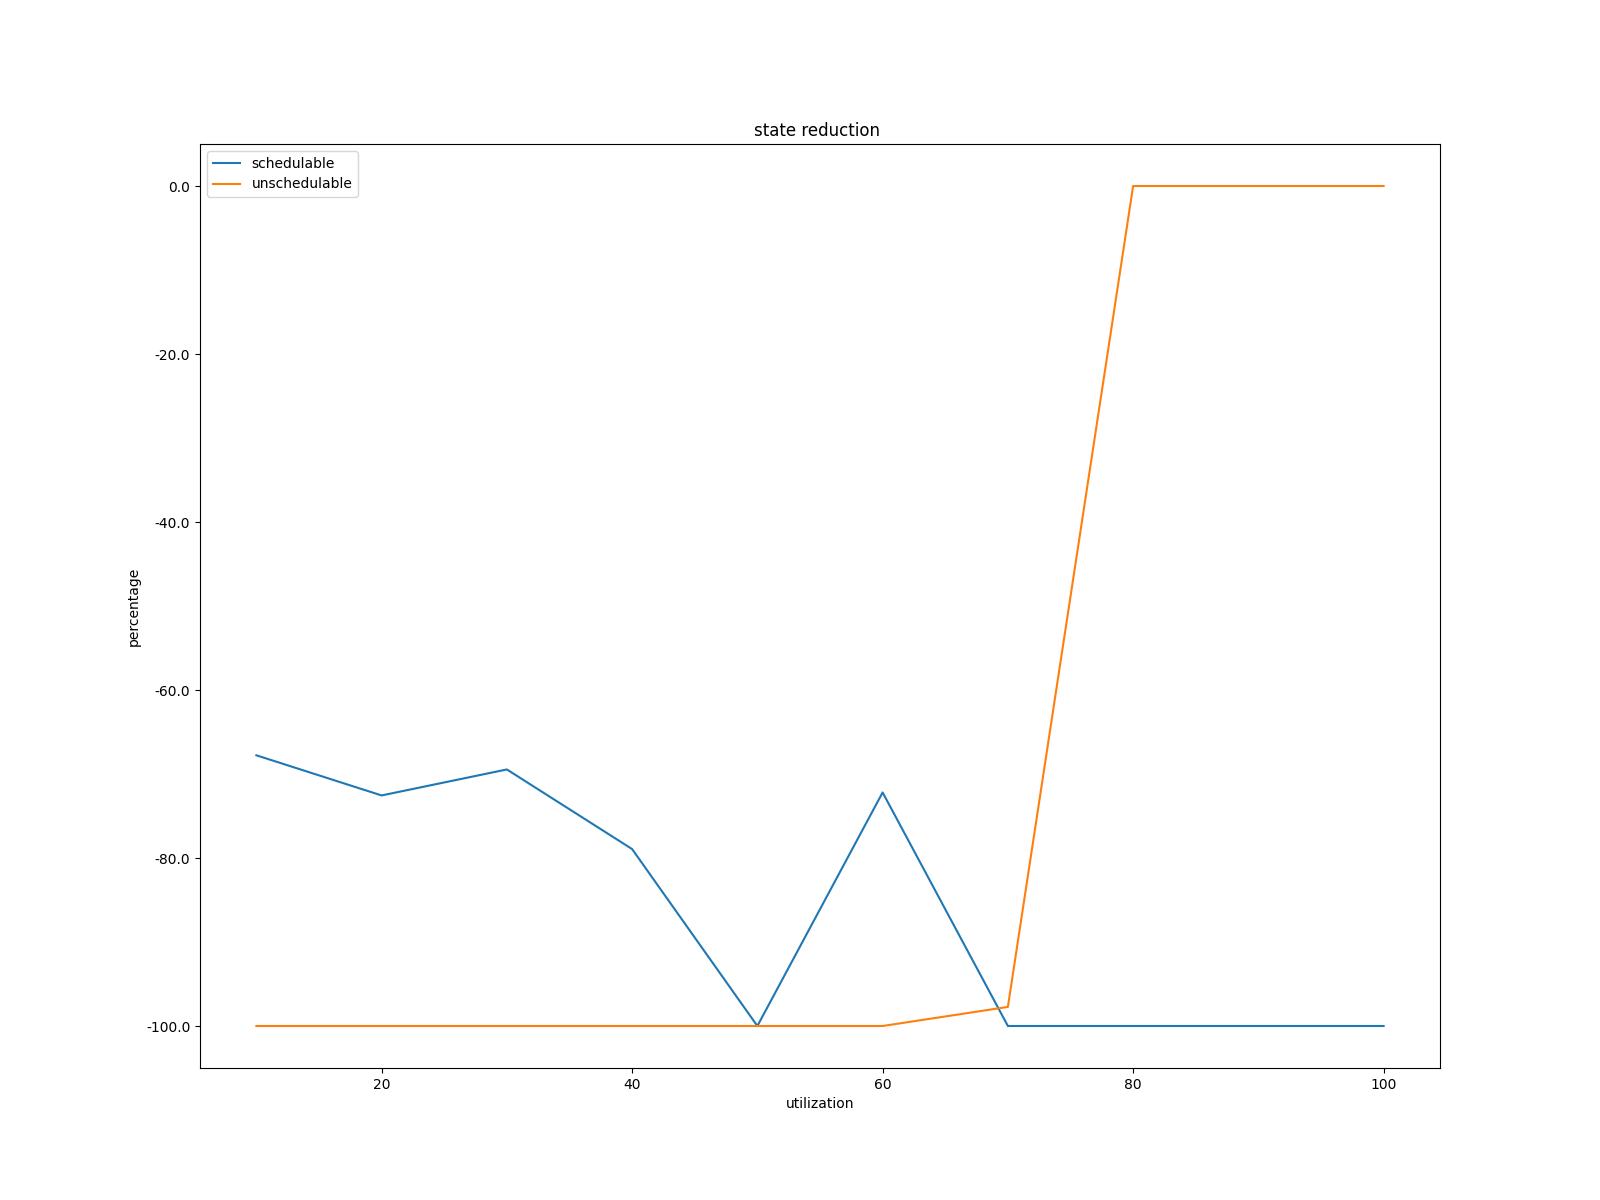 state reduction
schedulable
unschedulable
0.0
-20.0
-40.0
-60.0
-80.0
-100.0
percentage
20 40 60 80 100
utilization